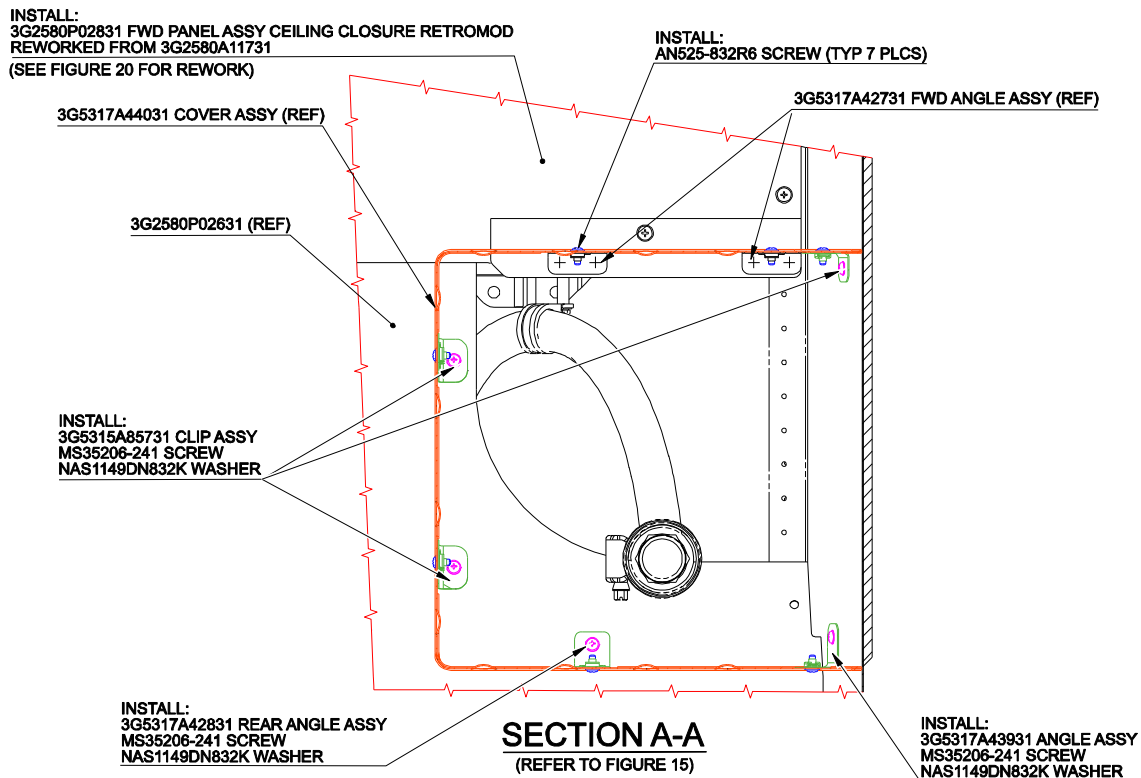 INSTALL:
3G2580P02831 FWD PANEL ASSY CEILING CLOSURE RETROMOD
REWORKED FROM 3G2580A11731
(SEE FIGURE 20 FOR REWORK)
INSTALL:
AN525-832R6 SCREW (TYP 7 PLCS)
3G5317A42731 FWD ANGLE ASSY (REF)
3G5317A44031 COVER ASSY (REF)
3G2580P02631 (REF)
INSTALL:
3G5315A85731 CLIP ASSY
MS35206-241 SCREW
NAS1149DN832K WASHER
INSTALL:
3G5317A42831 REAR ANGLE ASSY
MS35206-241 SCREW
NAS1149DN832K WASHER
SECTION A-A
(REFER TO FIGURE 15)
INSTALL:
3G5317A43931 ANGLE ASSY
MS35206-241 SCREW
NAS1149DN832K WASHER